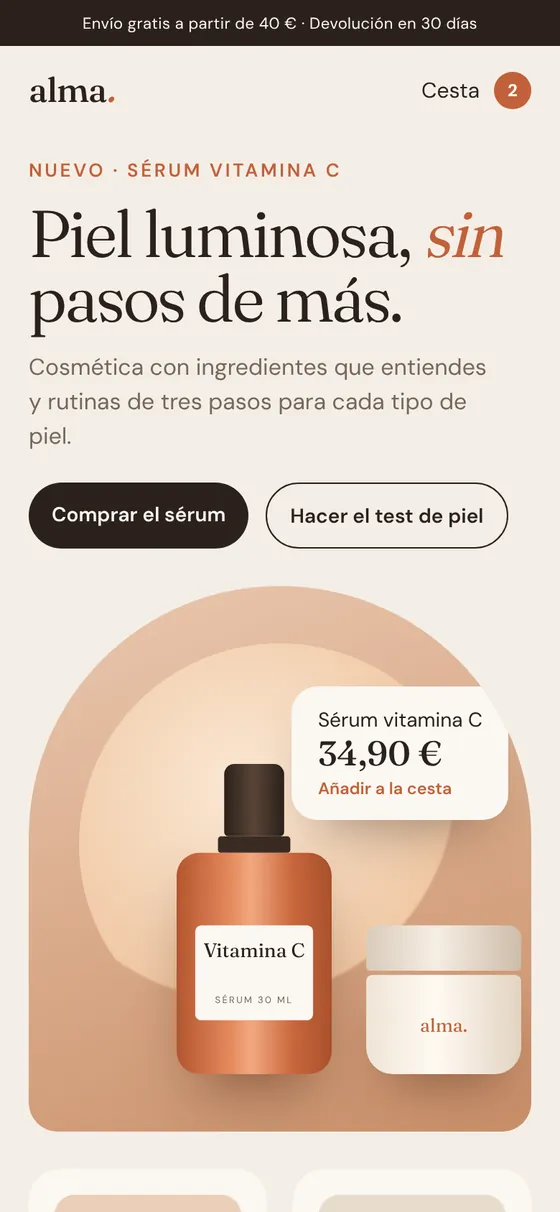 Envío gratis a partir de 40 € · Devolución en 30 días
alma.
Cesta 2
NUEVO · SÉRUM VITAMINA C
Piel luminosa, sin
pasos de más.
Cosmética con ingredientes que entiendes
y rutinas de tres pasos para cada tipo de
piel.
Comprar el sérum
Hacer el test de piel
Sérum vitamina C
34,90 €
Añadir a la cesta
Vitamina C
SÉRUM 30 ML
alma.